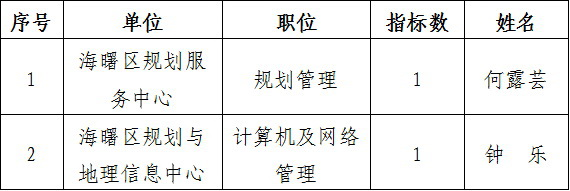 序号 单位 职位 指标数 姓名
1 海曙区规划服务中心 规划管理 1 何露芸
2 海曙区规划与地理信息中心 计算机及网络管理 1 钟 乐